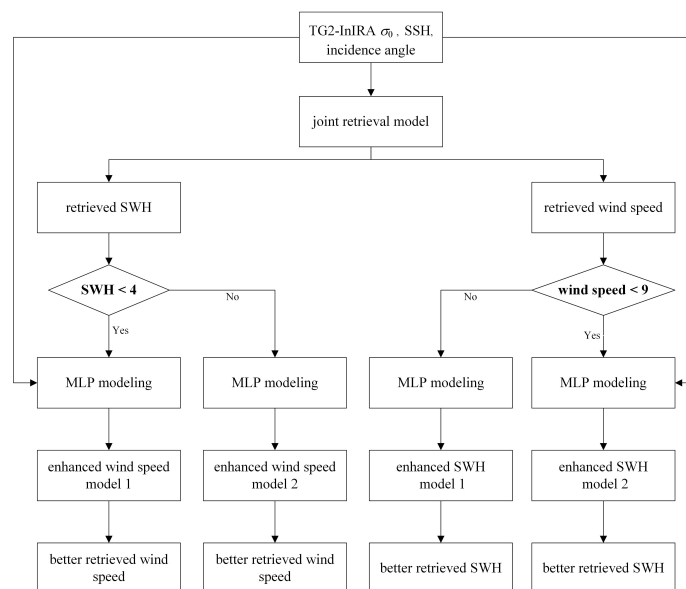 TG2-InIRA σ₀ , SSH,
incidence angle
joint retrieval model
retrieved SWH
retrieved wind speed
SWH < 4
wind speed < 9
No
No
Yes
Yes
MLP modeling
MLP modeling
MLP modeling
MLP modeling
enhanced wind speed
model 1
enhanced wind speed
model 2
enhanced SWH
model 1
enhanced SWH
model 2
better retrieved wind
speed
better retrieved wind
speed
better retrieved SWH
better retrieved SWH